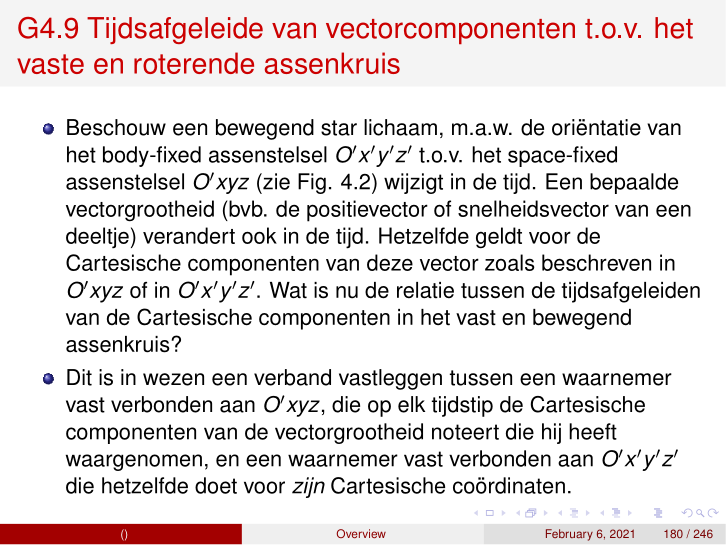 G4.9 Tijdsafgeleide van vectorcomponenten t.o.v. het
vaste en roterende assenkruis
Beschouw een bewegend star lichaam, m.a.w. de oriëntatie van
het body-fixed assenstelsel O′x′y′z′ t.o.v. het space-fixed
assenstelsel O′xyz (zie Fig. 4.2) wijzigt in de tijd. Een bepaalde
vectorgrootheid (bvb. de positievector of snelheidsvector van een
deeltje) verandert ook in de tijd. Hetzelfde geldt voor de
Cartesische componenten van deze vector zoals beschreven in
O′xyz of in O′x′y′z′. Wat is nu de relatie tussen de tijdsafgeleiden
van de Cartesische componenten in het vast en bewegend
assenkruis?
Dit is in wezen een verband vastleggen tussen een waarnemer
vast verbonden aan O′xyz, die op elk tijdstip de Cartesische
componenten van de vectorgrootheid noteert die hij heeft
waargenomen, en een waarnemer vast verbonden aan O′x′y′z′
die hetzelfde doet voor zijn Cartesische coördinaten.
() Overview February 6, 2021 180 / 246